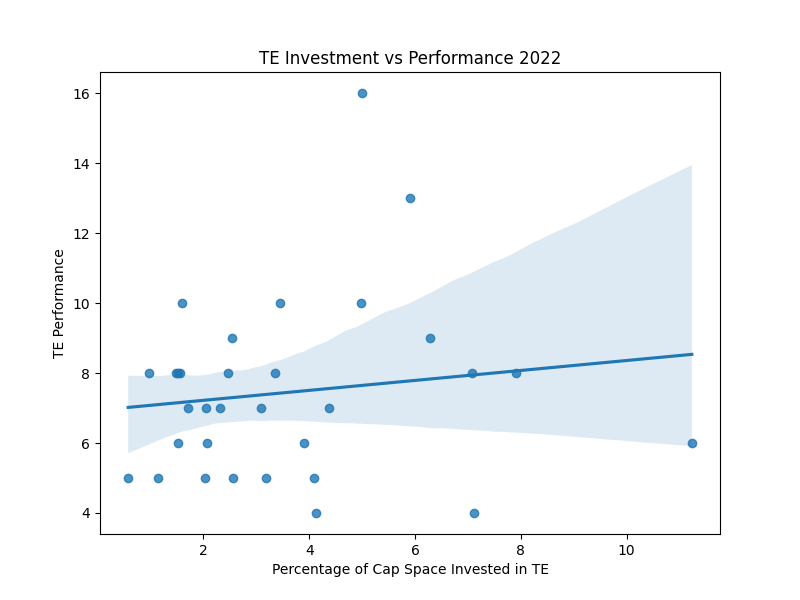 TE Investment vs Performance 2022
16
14
12
10
8
6
4
TE Performance
2 4 6 8 10
Percentage of Cap Space Invested in TE